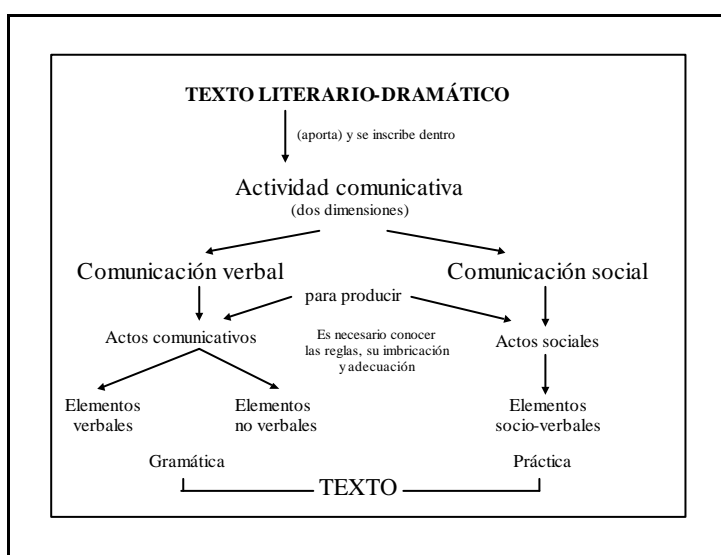 TEXTO LITERARIO-DRAMÁTICO
(aporta) y se inscribe dentro
Actividad comunicativa
(dos dimensiones)
Comunicación verbal
Comunicación social
para producir
Actos comunicativos
Es necesario conocer
las reglas, su imbricación
y adecuación
Actos sociales
Elementos
verbales
Elementos
no verbales
Elementos
socio-verbales
Gramática
Práctica
TEXTO